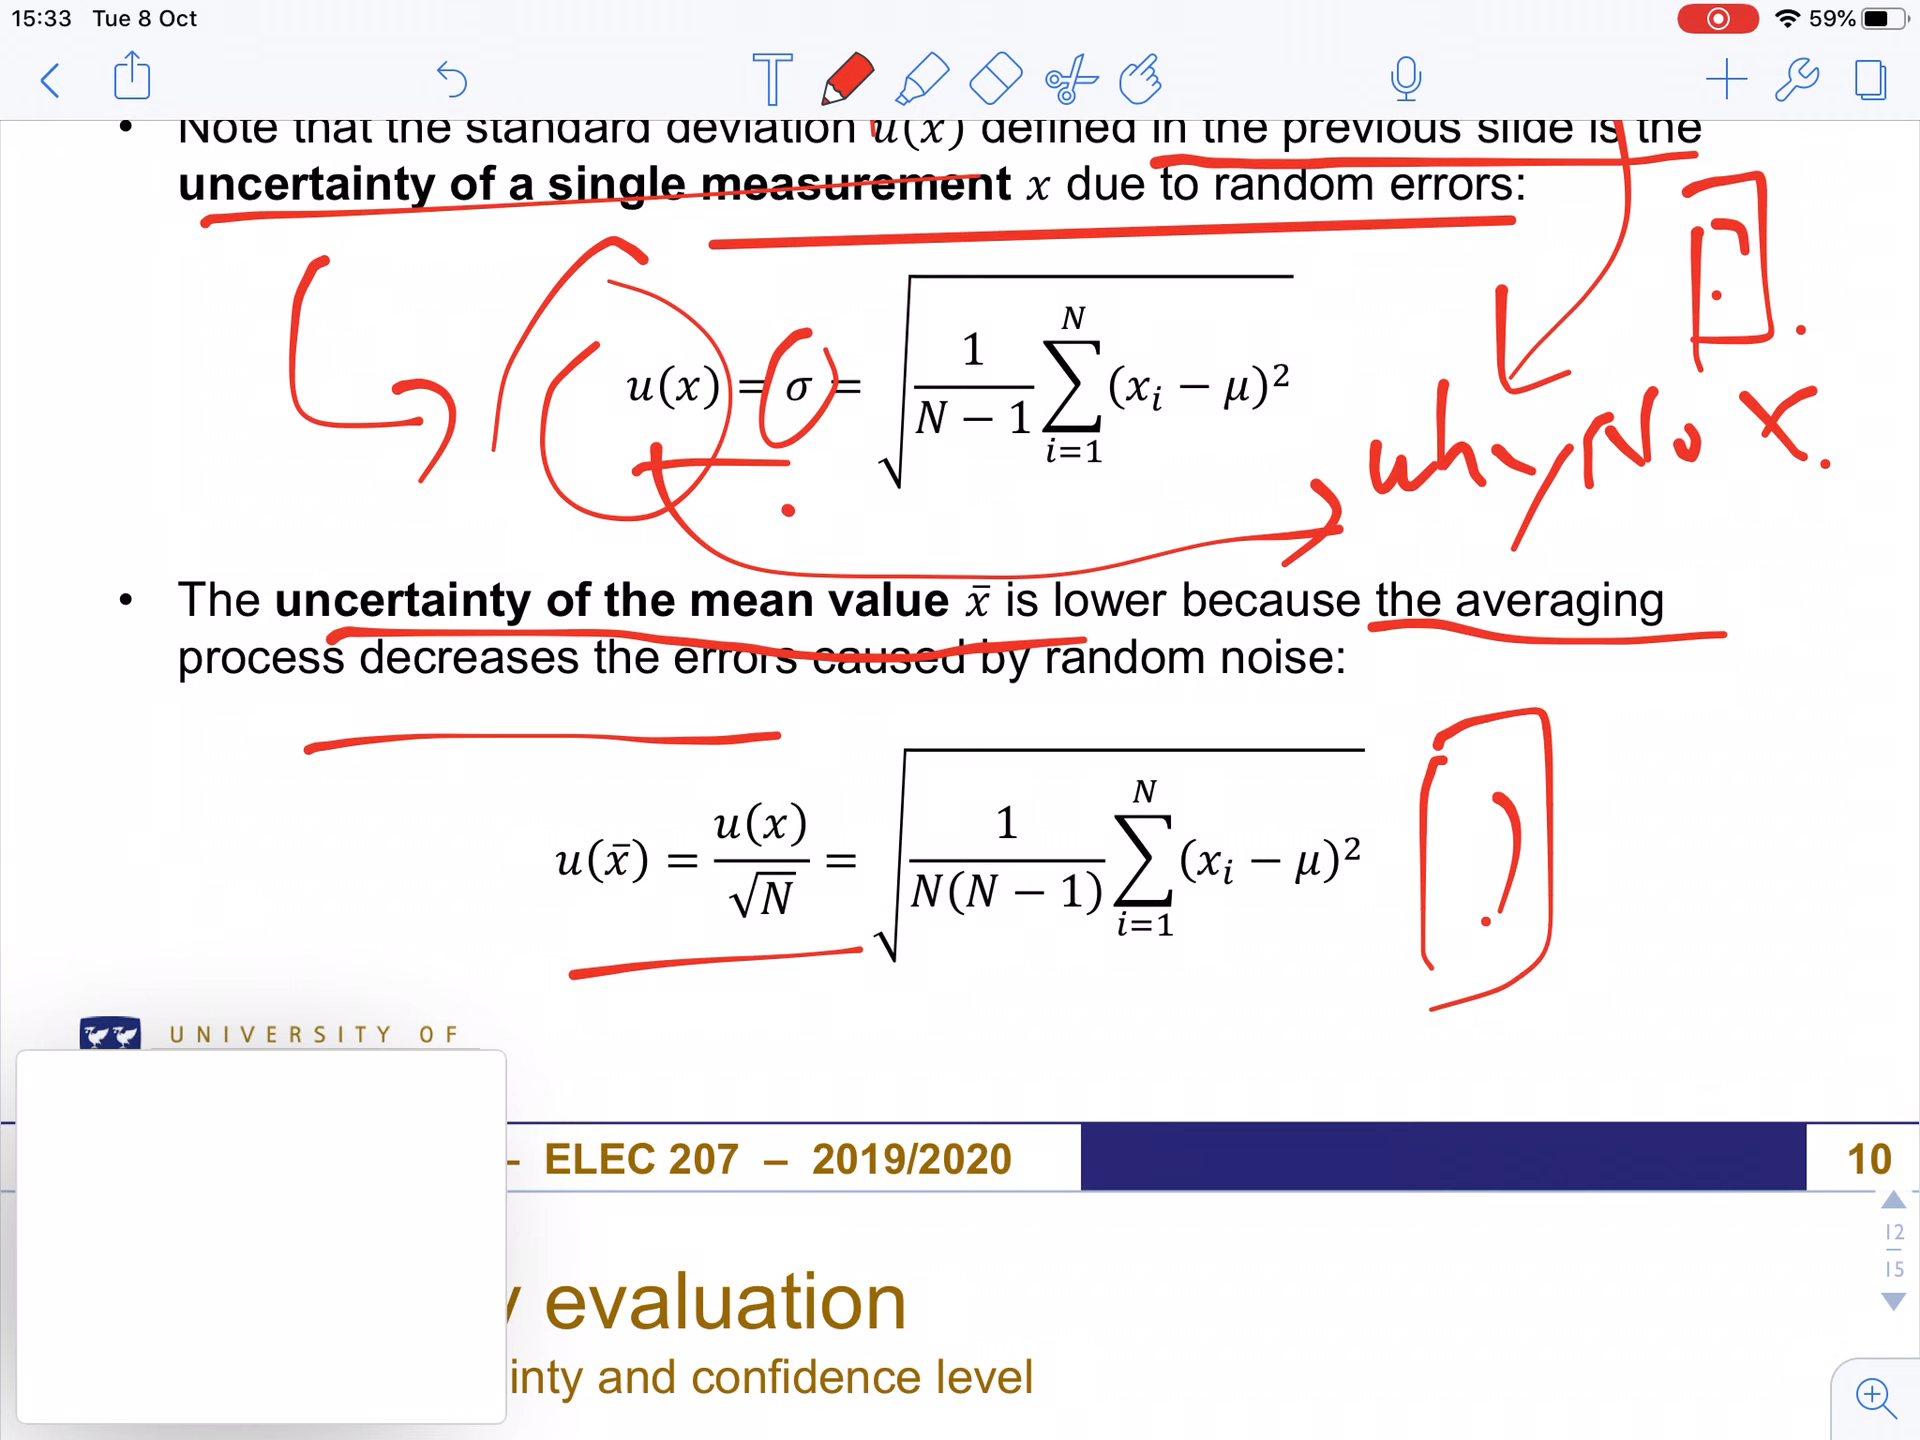 15:33 Tue 8 Oct 59%
• Note that the standard deviation u(x) defined in the previous slide is the
uncertainty of a single measurement x due to random errors:
u(x) = σ = √(1/(N − 1) ∑_{i=1}^{N} (x_i − μ)²)
why No x.
• The uncertainty of the mean value x̄ is lower because the averaging
process decreases the errors caused by random noise:
u(x̄) = u(x)/√N = √(1/(N(N − 1)) ∑_{i=1}^{N} (x_i − μ)²)
?
UNIVERSITY OF
- ELEC 207 – 2019/2020
10
12
15
evaluation
inty and confidence level